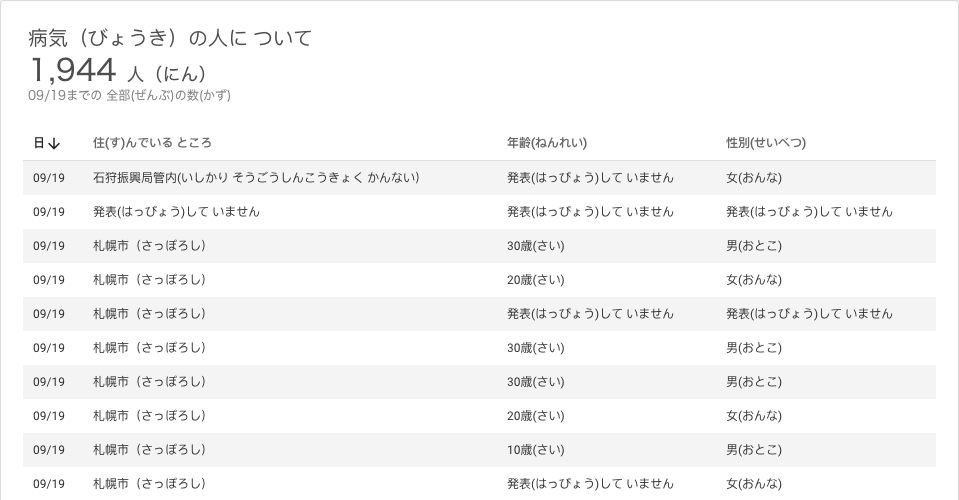 病気（びょうき）の人に ついて
1,944 人（にん）
09/19までの 全部(ぜんぶ)の数(かず)
日↓ 住(す)んでいる ところ 年齢(ねんれい) 性別(せいべつ)
09/19 石狩振興局管内(いしかり そうごうしんこうきょく かんない） 発表(はっぴょう)して いません 女(おんな)
09/19 発表(はっぴょう)して いません 発表(はっぴょう)して いません 発表(はっぴょう)して いません
09/19 札幌市（さっぽろし） 30歳(さい) 男(おとこ)
09/19 札幌市（さっぽろし） 20歳(さい) 女(おんな)
09/19 札幌市（さっぽろし） 発表(はっぴょう)して いません 発表(はっぴょう)して いません
09/19 札幌市（さっぽろし） 30歳(さい) 男(おとこ)
09/19 札幌市（さっぽろし） 30歳(さい) 男(おとこ)
09/19 札幌市（さっぽろし） 20歳(さい) 女(おんな)
09/19 札幌市（さっぽろし） 10歳(さい) 男(おとこ)
09/19 札幌市（さっぽろし） 発表(はっぴょう)して いません 女(おんな)